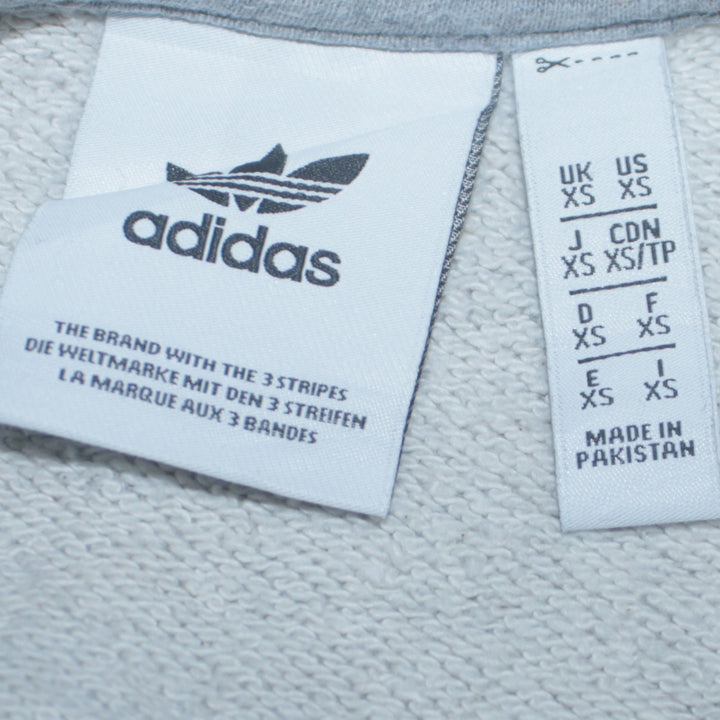 adidas
THE BRAND WITH THE 3 STRIPES
DIE WELTMARKE MIT DEN 3 STREIFEN
LA MARQUE AUX 3 BANDES
UK US
XS XS
J CDN
XS XS/TP
D F
XS XS
E I
XS XS
MADE IN
PAKISTAN